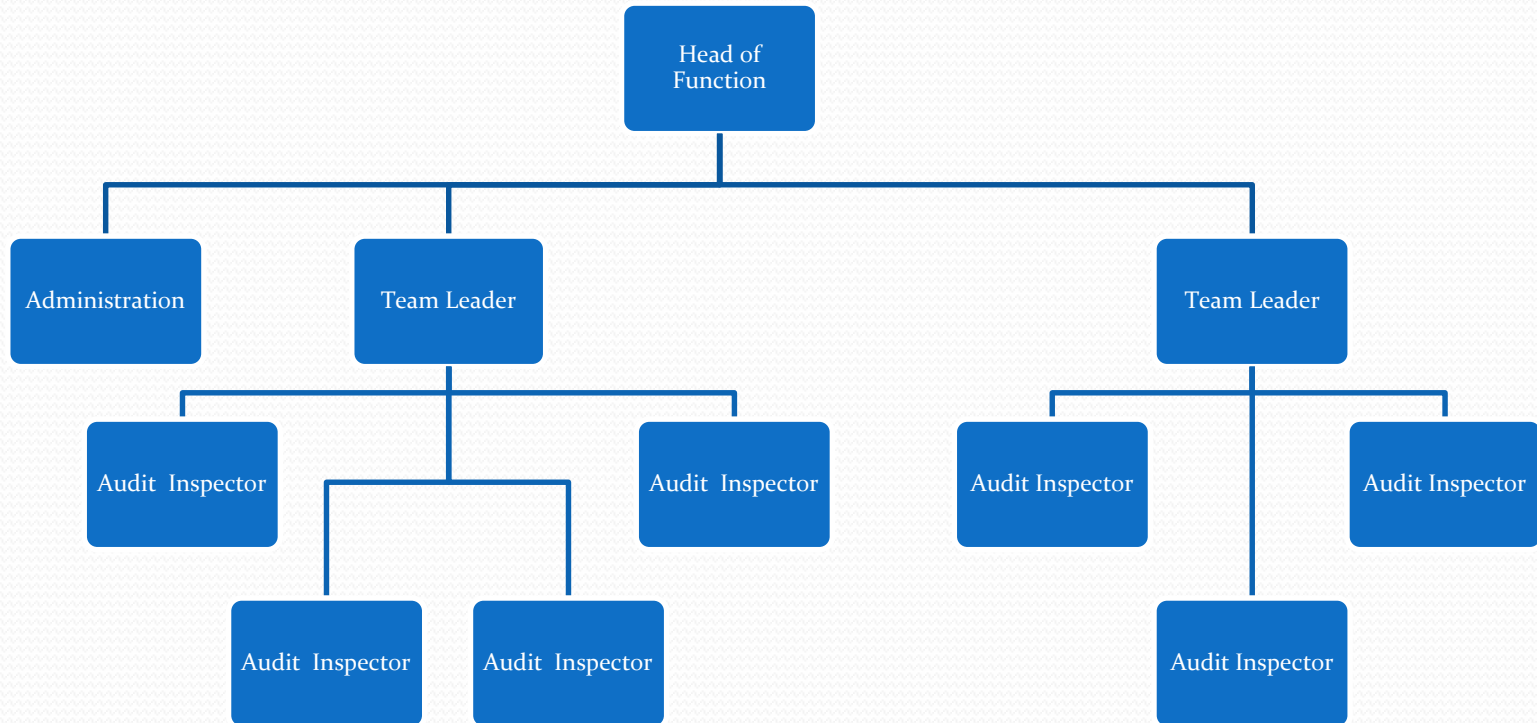 Head of
Function
Administration
Team Leader
Team Leader
Audit  Inspector
Audit  Inspector
Audit Inspector
Audit Inspector
Audit  Inspector
Audit  Inspector
Audit Inspector